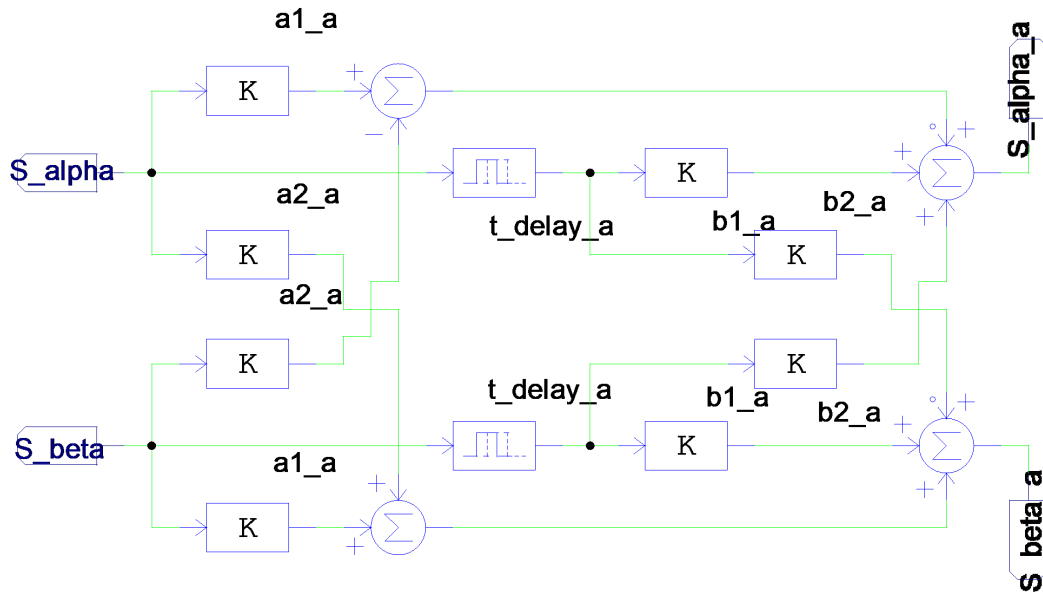 a1_a
K
S_alpha_a
S_alpha
K
a2_a
t_delay_a
b1_a
b2_a
K
K
a2_a
K
K
t_delay_a
b1_a
b2_a
S_beta
a1_a
K
K
S_beta_a